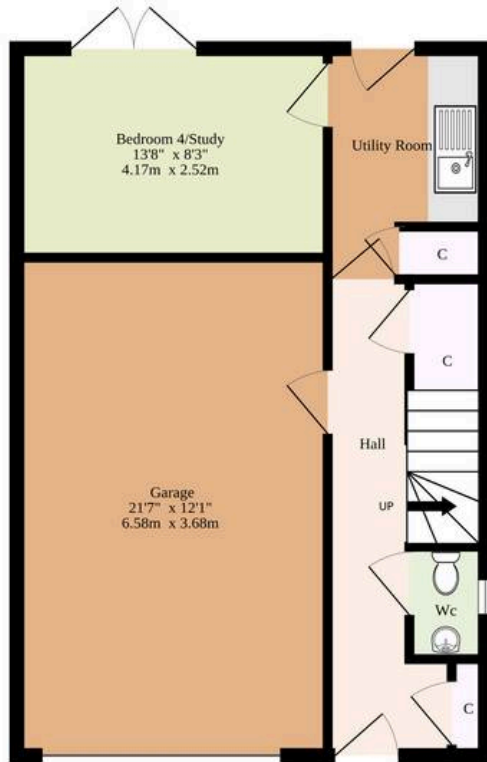 Bedroom 4/Study
13'8" x 8'3"
4.17m x 2.52m
Utility Room
C
C
Hall
Garage
21'7" x 12'1"
6.58m x 3.68m
UP
Wc
C